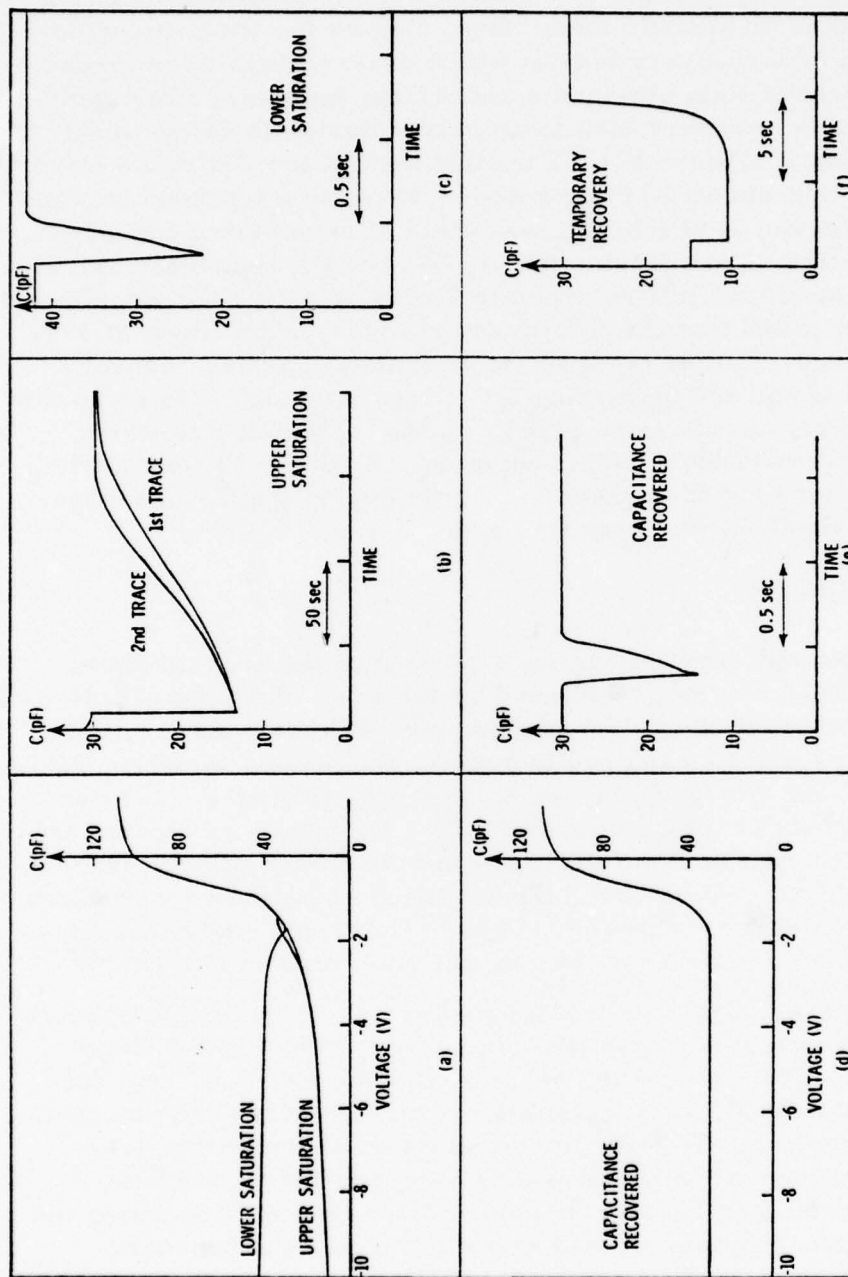 C(pF)
120
80
40
0
LOWER SATURATION
UPPER SATURATION
-10
-8
-6
-4
-2
VOLTAGE (V)
(a)
C(pF)
30
20
10
0
2nd TRACE
1st TRACE
50 sec
UPPER
SATURATION
TIME
(b)
C(pF)
40
30
20
10
0
0.5 sec
LOWER
SATURATION
TIME
(c)
C(pF)
120
80
40
0
CAPACITANCE
RECOVERED
-10
-8
-6
-4
-2
VOLTAGE (V)
(d)
C(pF)
30
20
10
0
CAPACITANCE
RECOVERED
0.5 sec
TIME
(e)
C(pF)
30
20
10
0
TEMPORARY
RECOVERY
5 sec
TIME
(f)